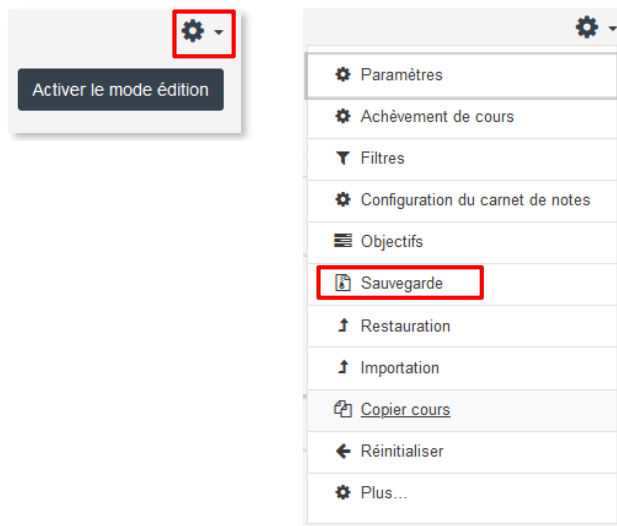 Activer le mode édition
Paramètres
Achèvement de cours
Filtres
Configuration du carnet de notes
Objectifs
Sauvegarde
Restauration
Importation
Copier cours
Réinitialiser
Plus...